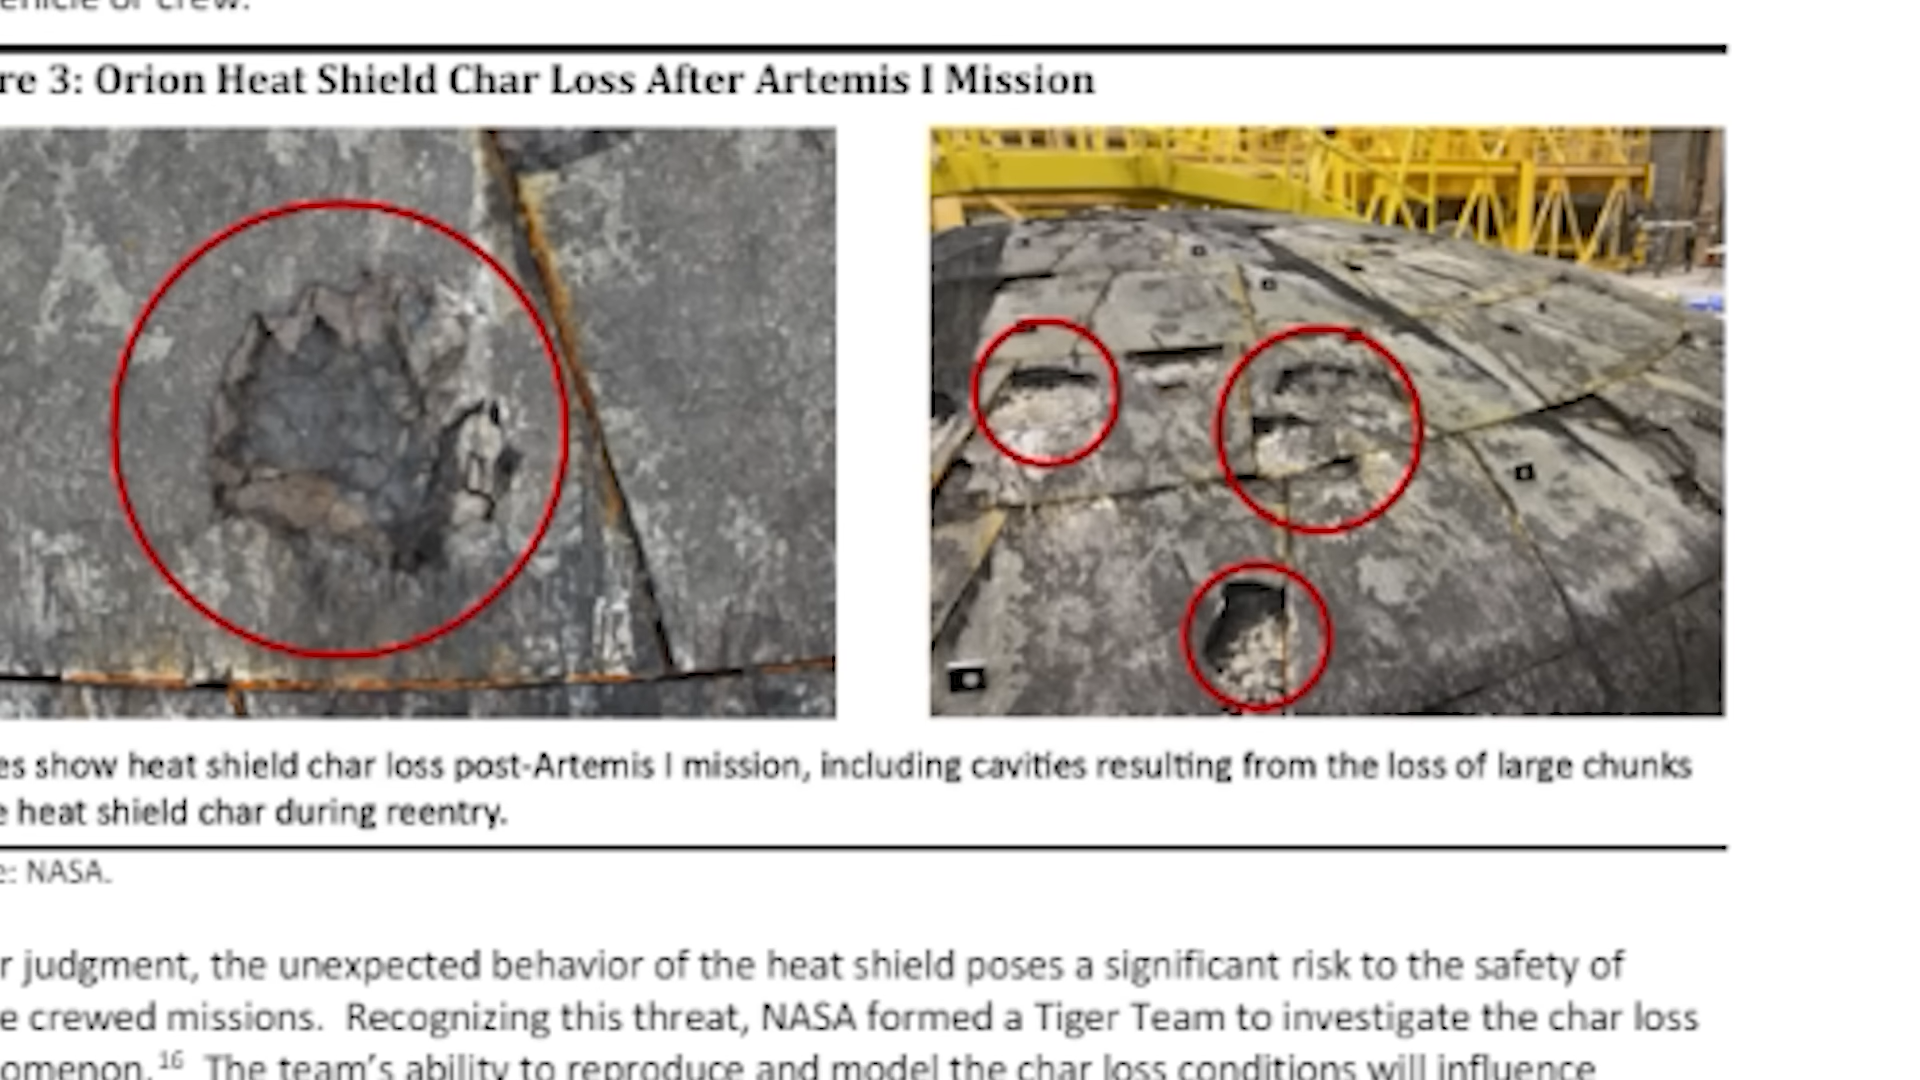 ehicle or crew.
re 3: Orion Heat Shield Char Loss After Artemis I Mission
es show heat shield char loss post-Artemis I mission, including cavities resulting from the loss of large chunks
e heat shield char during reentry.
e: NASA.
r judgment, the unexpected behavior of the heat shield poses a significant risk to the safety of
e crewed missions. Recognizing this threat, NASA formed a Tiger Team to investigate the char loss
omenon.16 The team's ability to reproduce and model the char loss conditions will influence